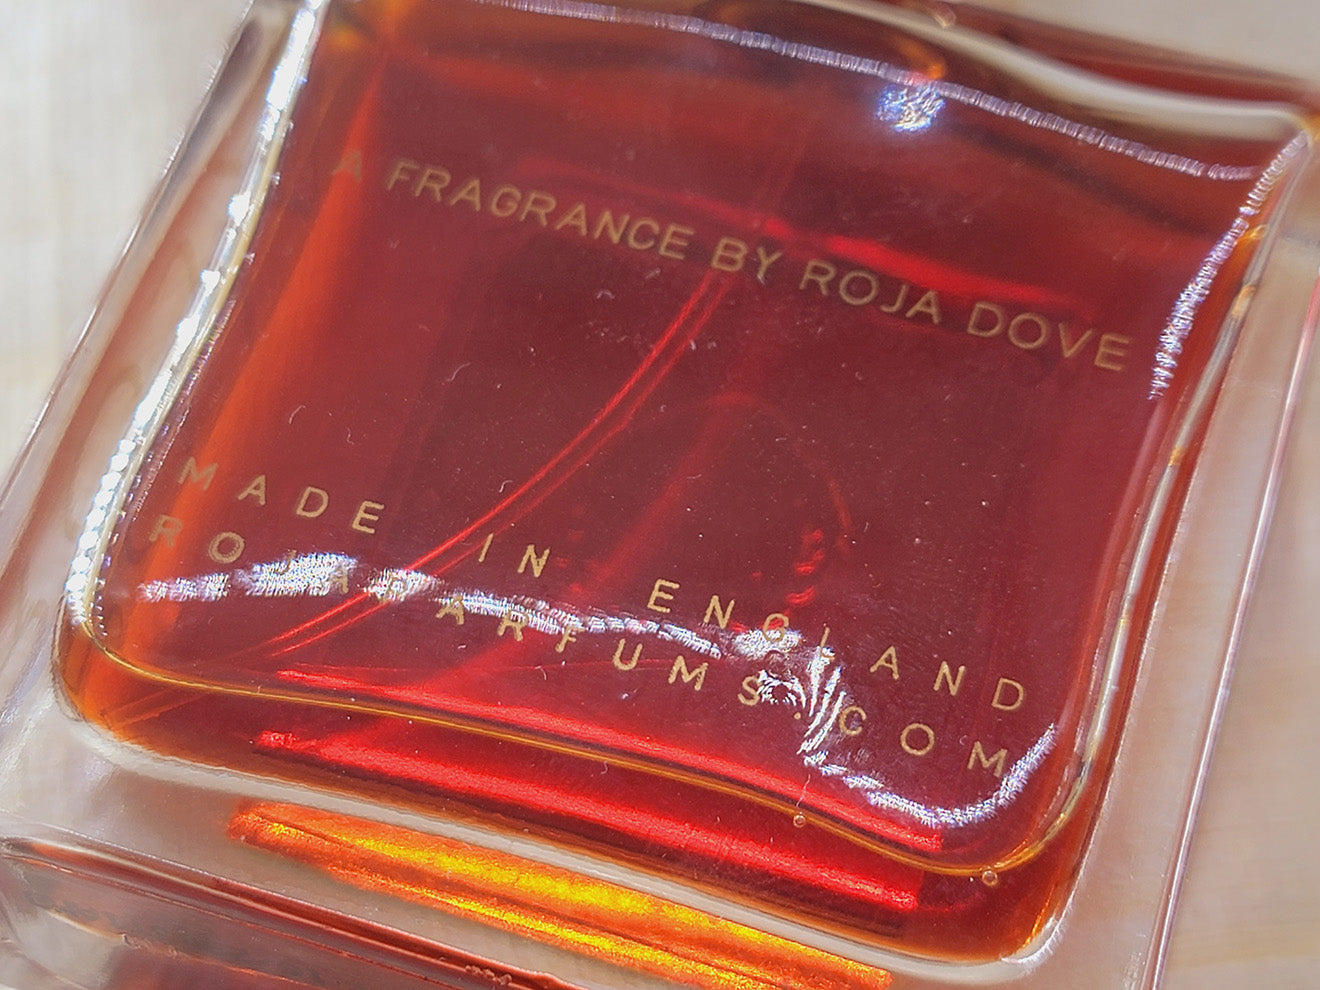 A FRAGRANCE BY ROJA DOVE
MADE IN ENGLAND
ROJAPARFUMS.COM